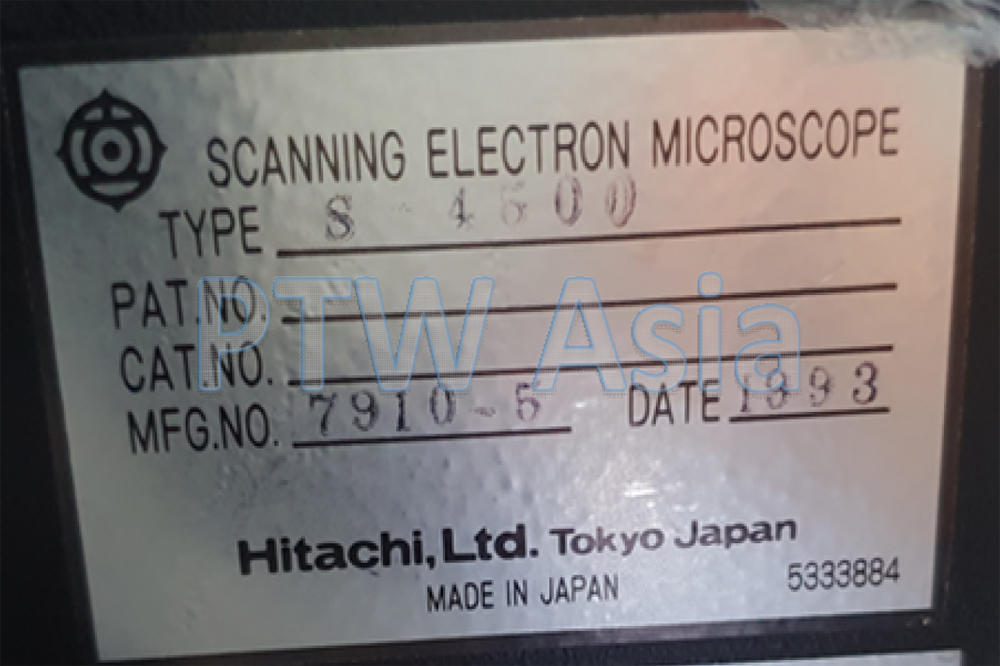 SCANNING ELECTRON MICROSCOPE
TYPE S-4500
PAT.NO.
CAT.NO.
MFG.NO. 7910-5 DATE 1993
PTW Asia
Hitachi, Ltd. Tokyo Japan
MADE IN JAPAN 5333884